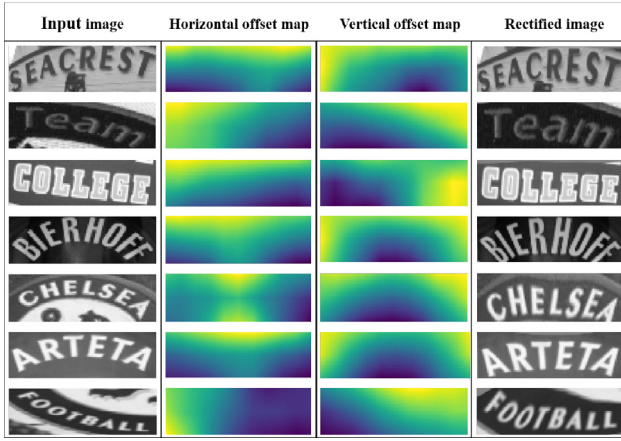 Input image Horizontal offset map Vertical offset map Rectified image
SEACREST SEACREST
Team Team
COLLEGE COLLEGE
BIERHOFF BIERHOFF
CHELSEA CHELSEA
ARTETA ARTETA
FOOTBALL FOOTBALL